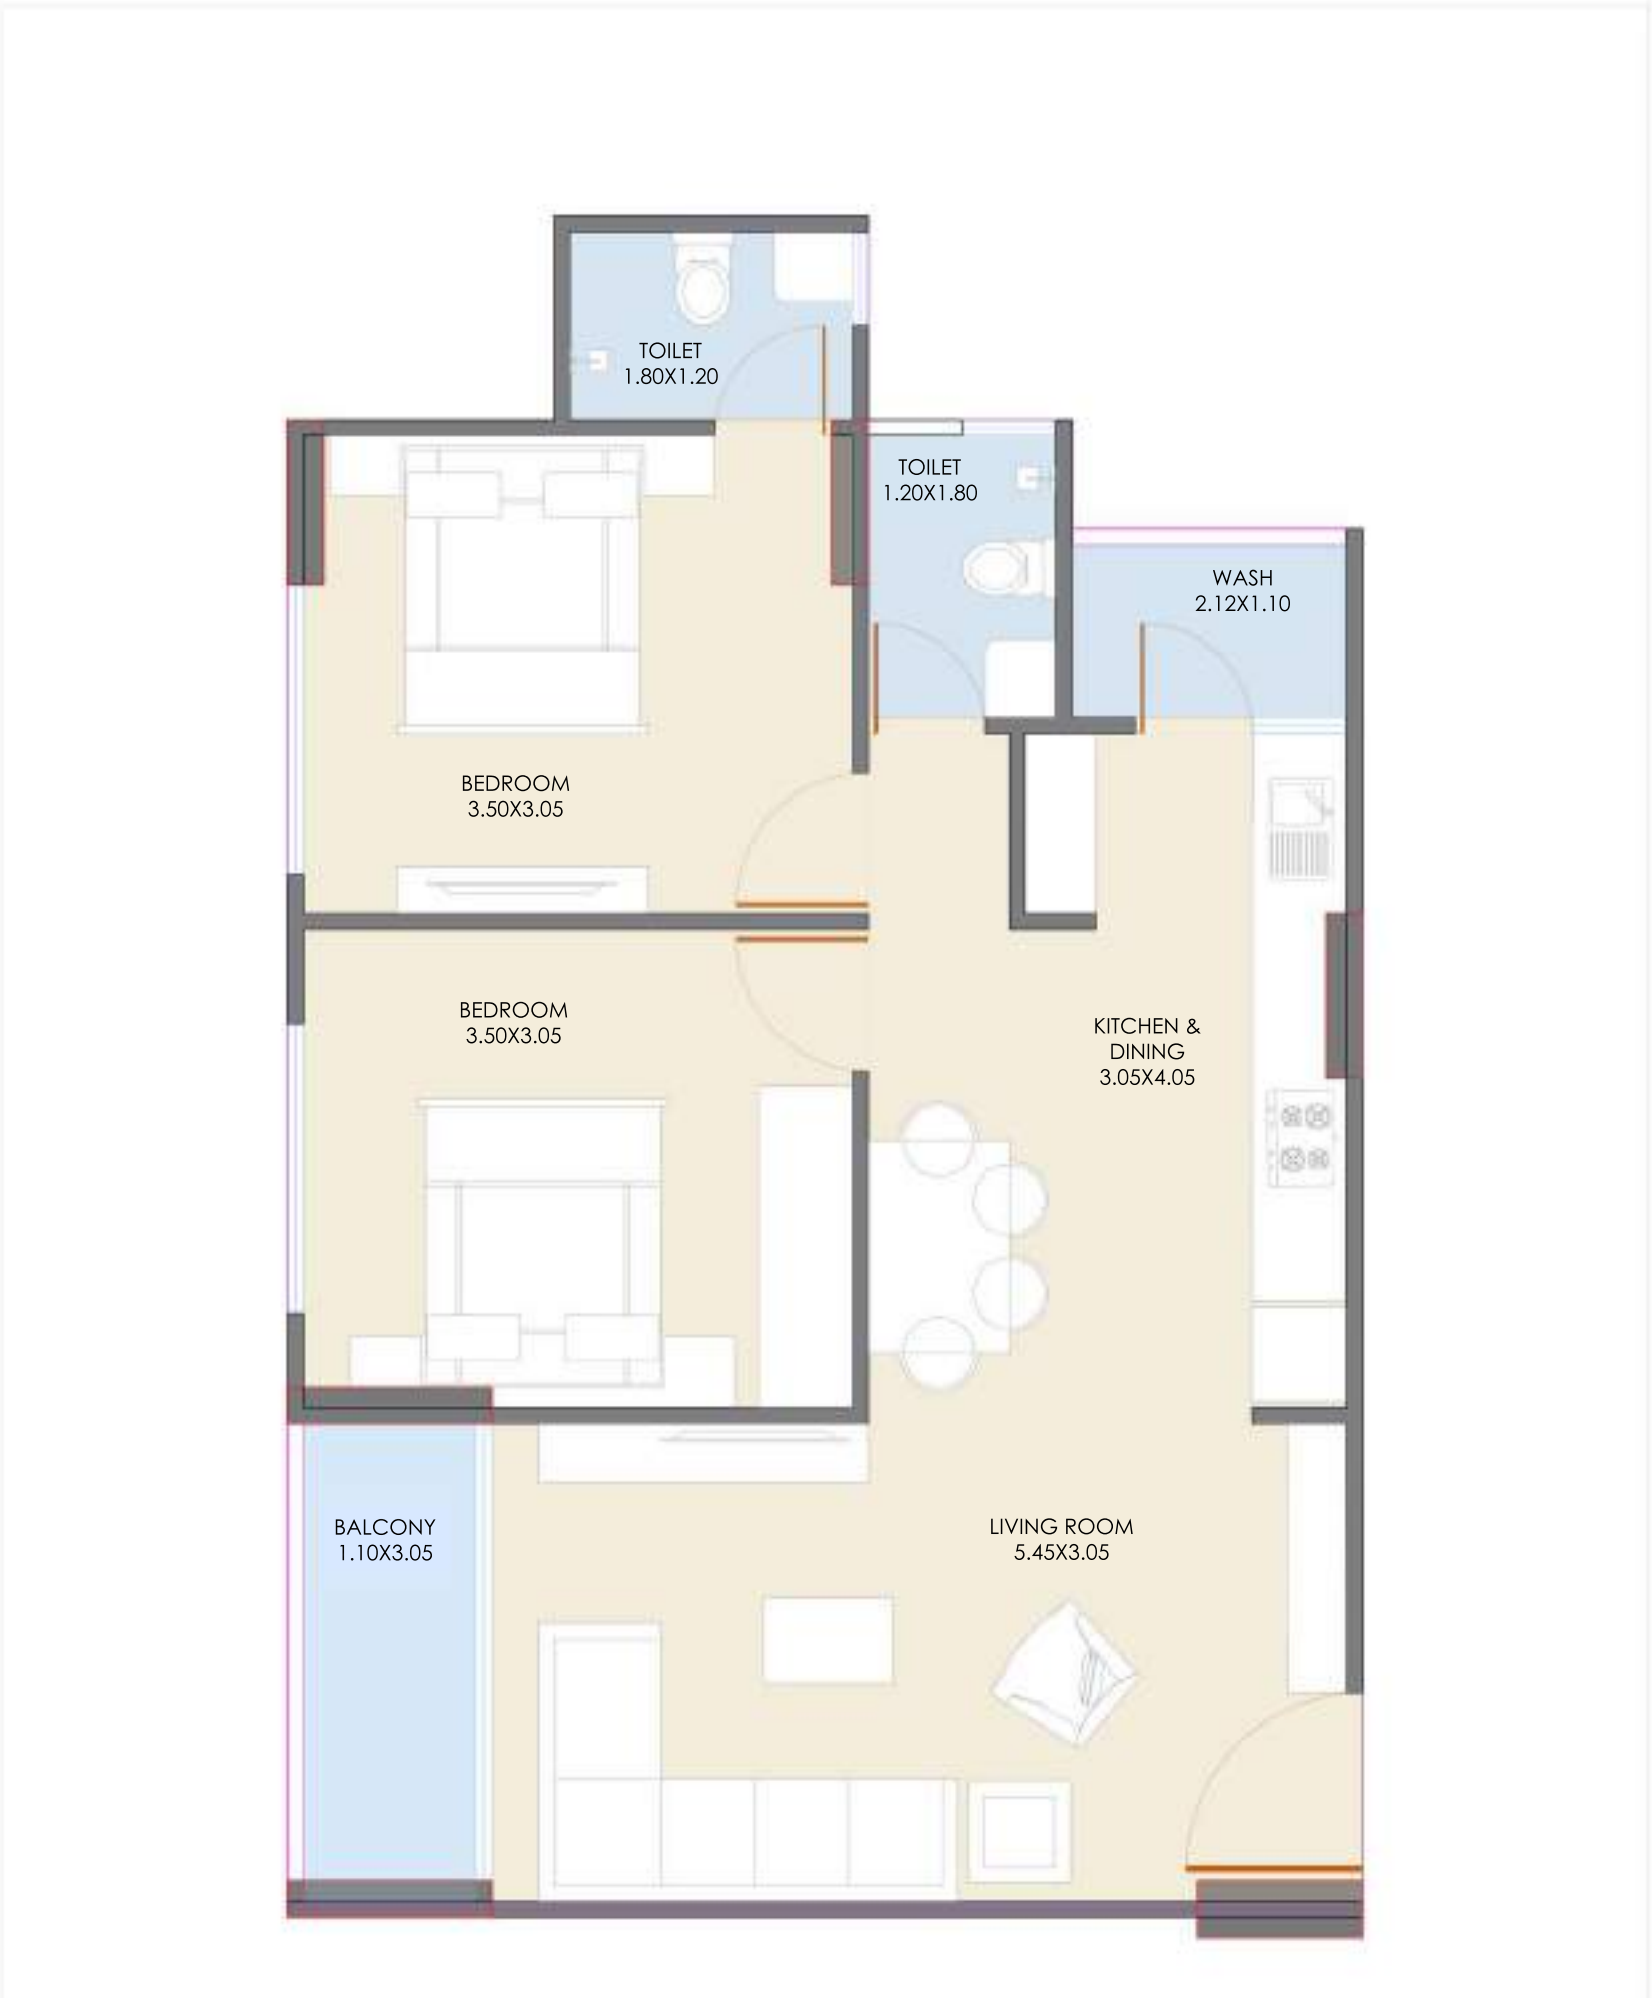 TOILET
1.80X1.20
TOILET
1.20X1.80
WASH
2.12X1.10
BEDROOM
3.50X3.05
BEDROOM
3.50X3.05
KITCHEN &
DINING
3.05X4.05
BALCONY
1.10X3.05
LIVING ROOM
5.45X3.05